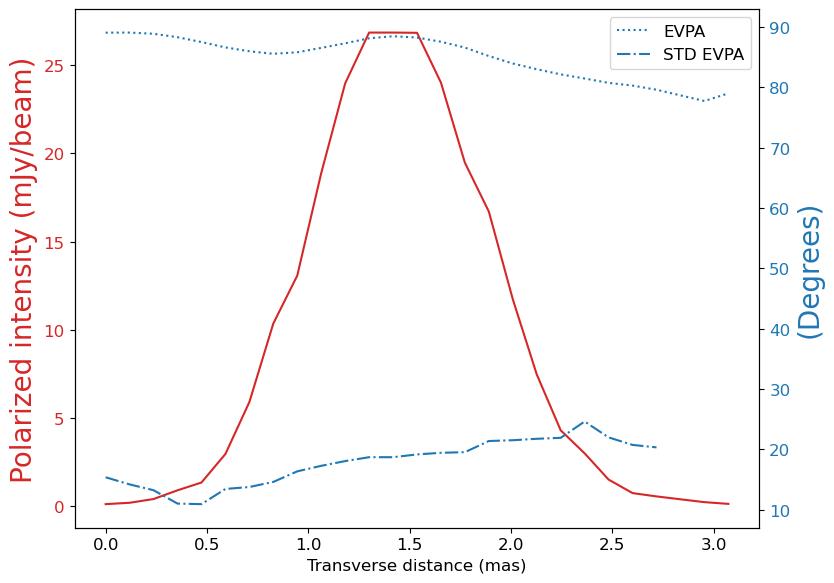 Polarized intensity (mJy/beam)
25
20
15
10
5
0
EVPA
STD EVPA
90
80
70
60
50
40
30
20
10
(Degrees)
0.0 0.5 1.0 1.5 2.0 2.5 3.0
Transverse distance (mas)